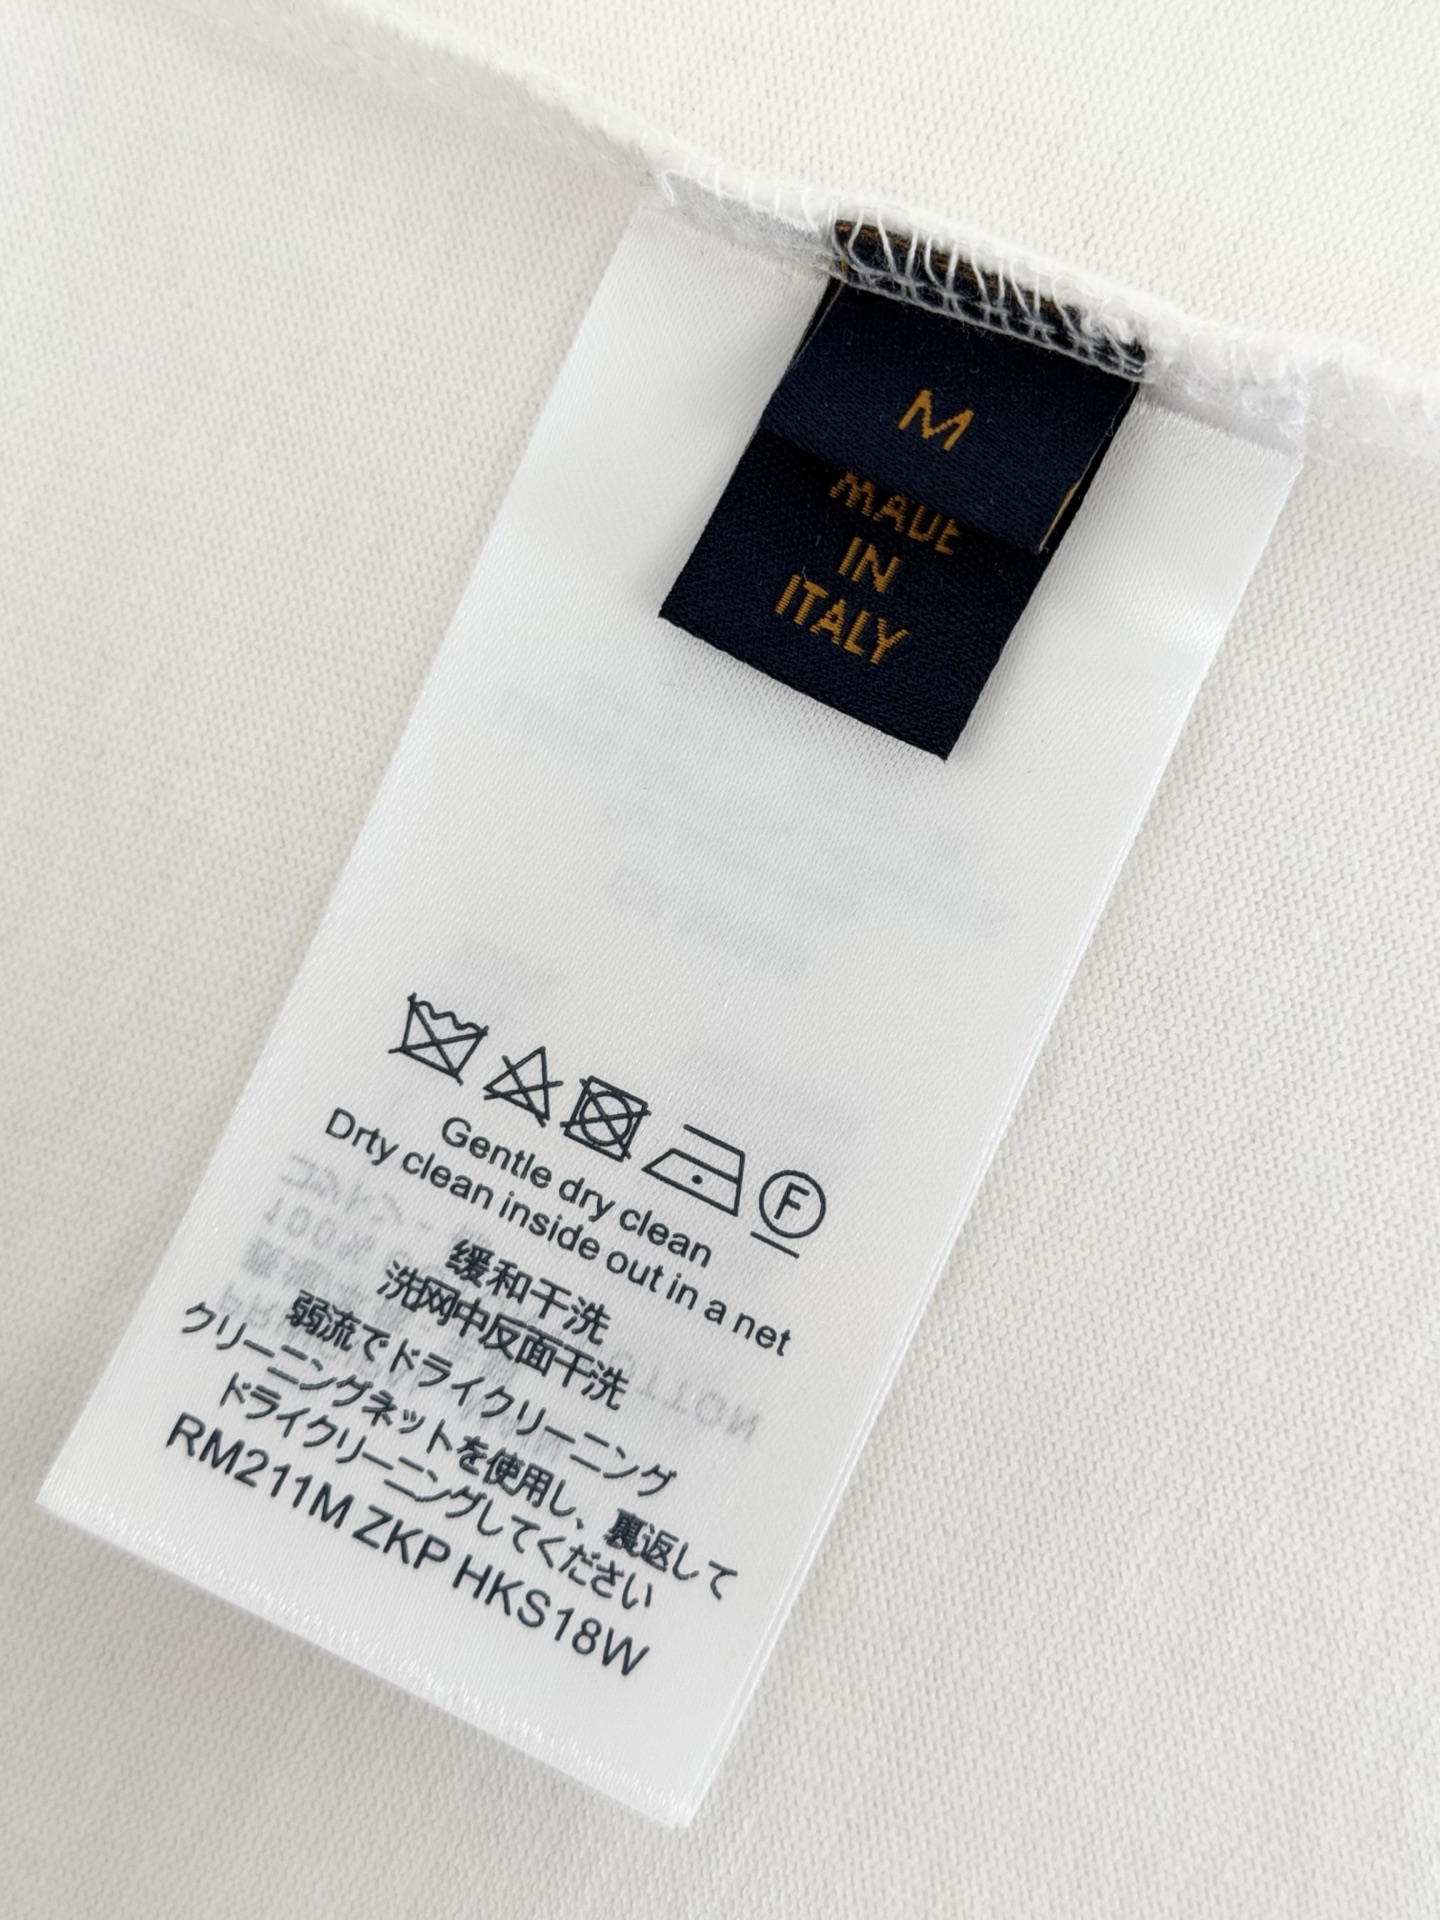 M
MADE
IN
ITALY
F
Gentle dry clean
Drty clean inside out in a net
缓和干洗
洗网中反面干洗
弱流でドライクリーニング
クリーニングネットを使用し、裏返して
ドライクリーニングしてください
RM211M ZKP HKS18W